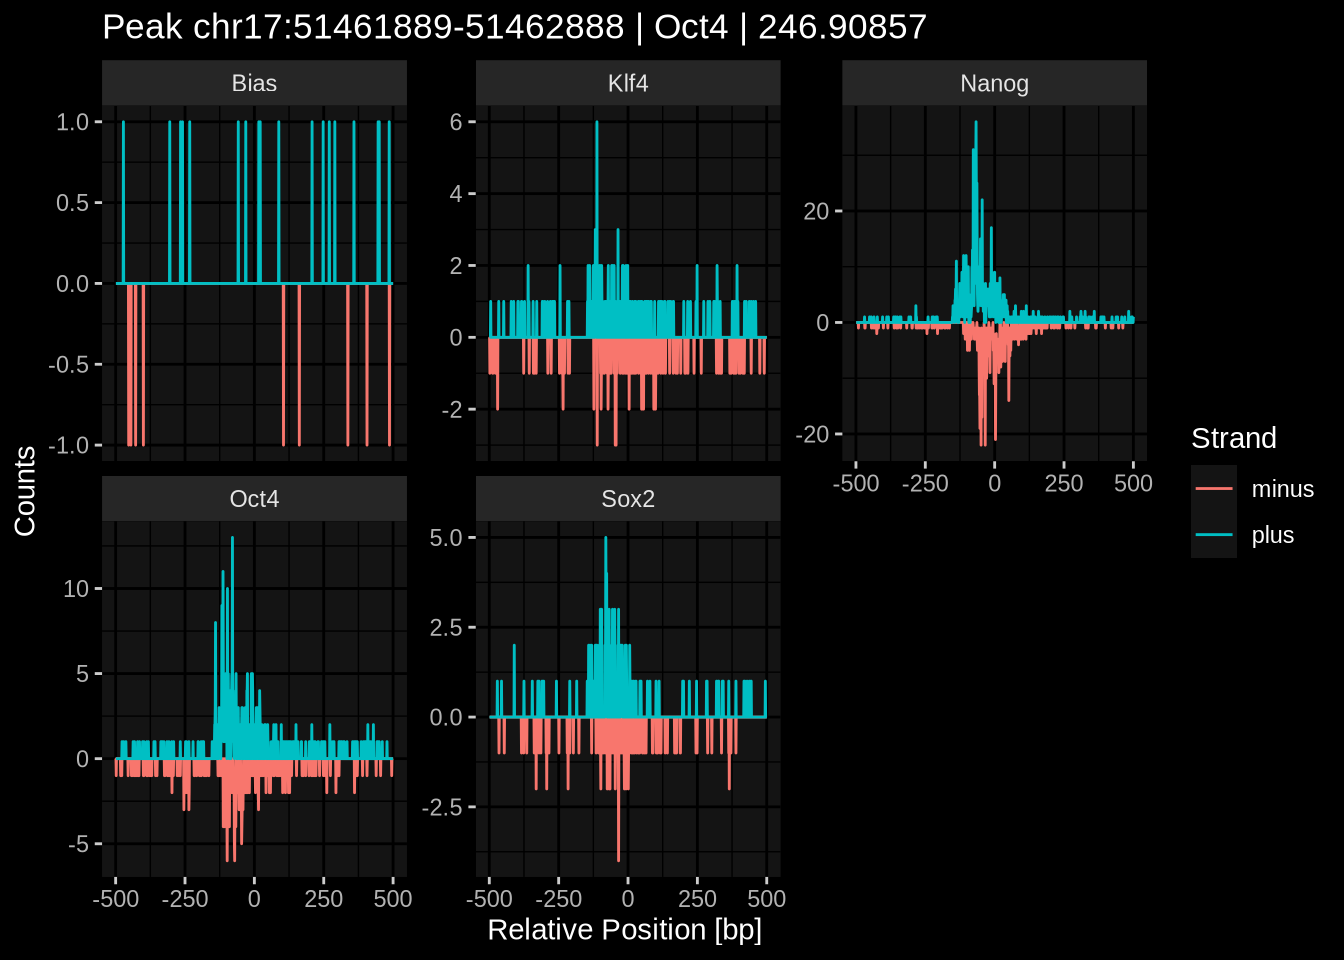 Peak chr17:51461889-51462888 | Oct4 | 246.90857
Bias
Klf4
Nanog
1.0
0.5
0.0
-0.5
-1.0
6
4
2
0
-2
20
0
-20
-500 -250 0 250 500
Counts
Oct4
Sox2
10
5
0
-5
5.0
2.5
0.0
-2.5
-500 -250 0 250 500
-500 -250 0 250 500
Relative Position [bp]
Strand
minus
plus